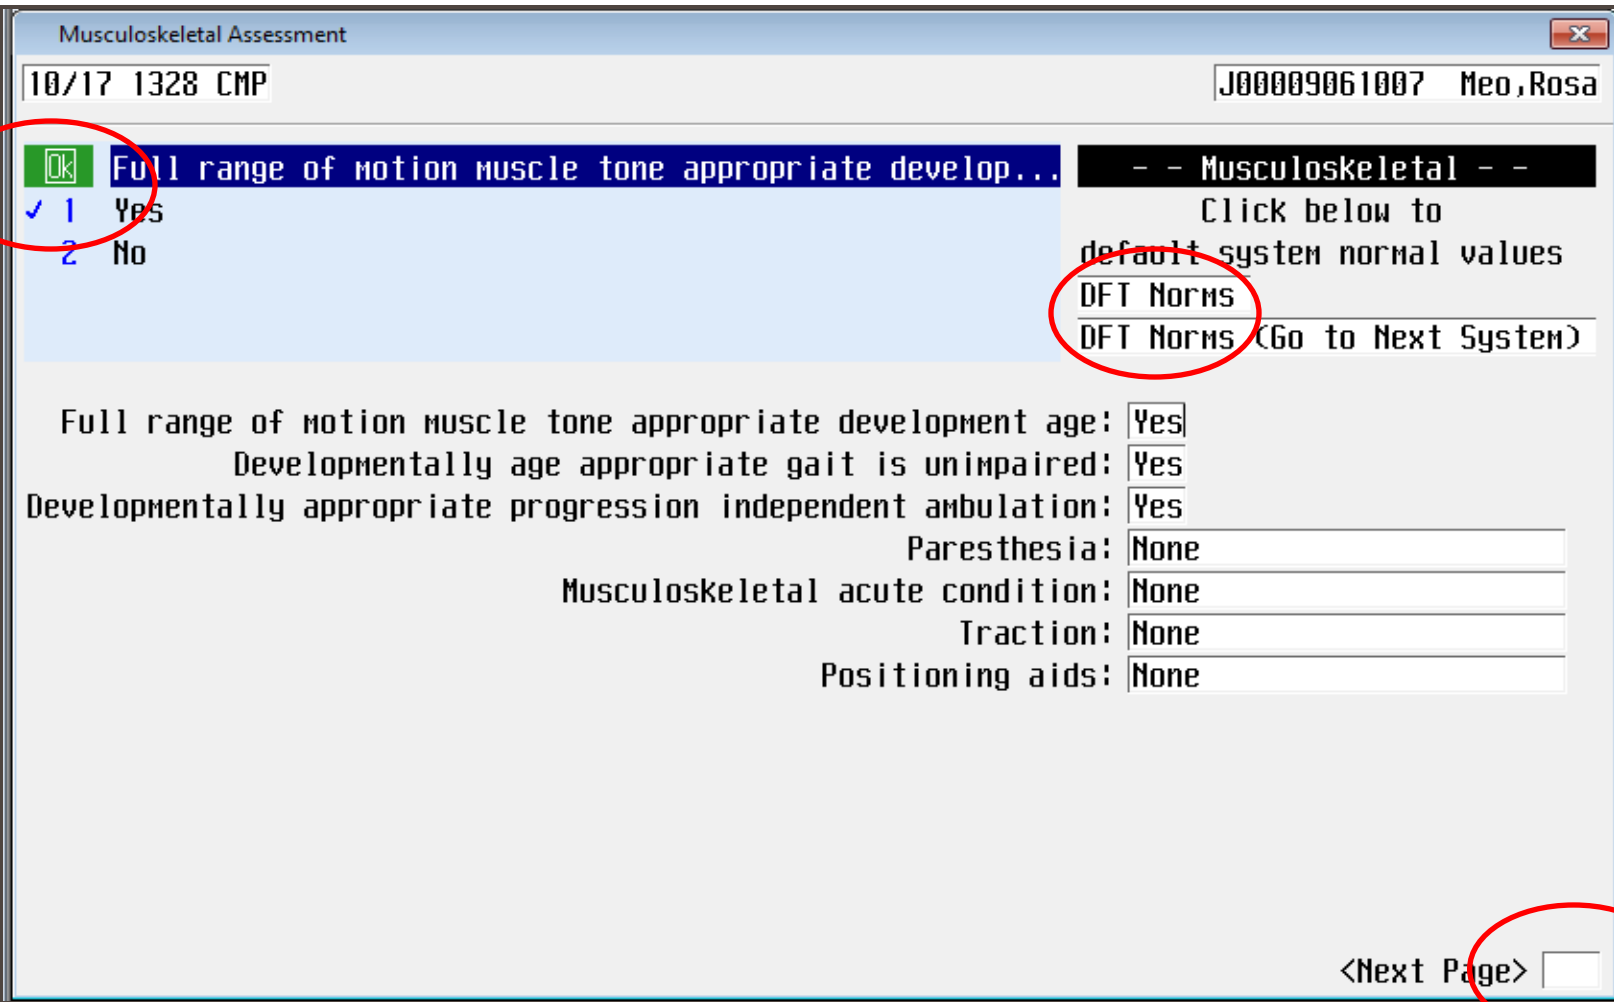 Musculoskeletal Assessment
10/17 1328 CMP
J00009061007 Meo,Rosa
Ok Full range of motion muscle tone appropriate develop...
✓ 1 Yes
2 No
- - Musculoskeletal - -
Click below to
default system normal values
DFT Norms
DFT Norms (Go to Next System)
Full range of motion muscle tone appropriate development age: Yes
Developmentally age appropriate gait is unimpaired: Yes
Developmentally appropriate progression independent ambulation: Yes
Paresthesia: None
Musculoskeletal acute condition: None
Traction: None
Positioning aids: None
<Next Page>